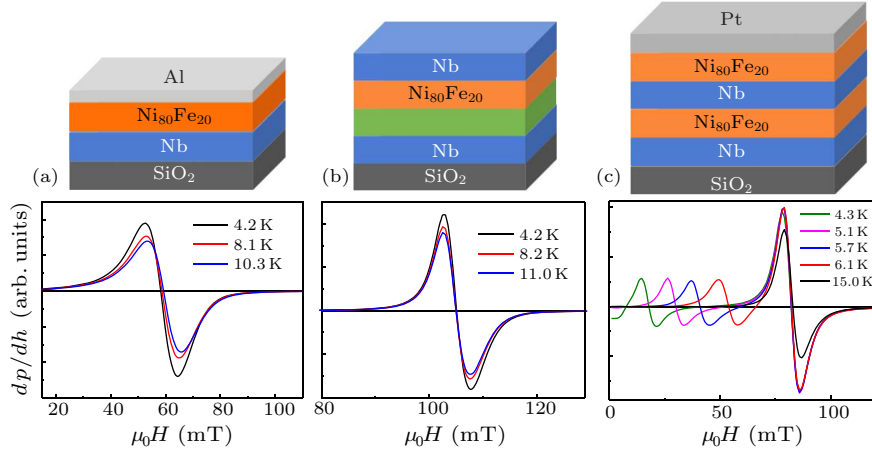 Al
Ni₈₀Fe₂₀
Nb
SiO₂
(a)
Nb
Ni₈₀Fe₂₀
Nb
SiO₂
(b)
Pt
Ni₈₀Fe₂₀
Nb
Ni₈₀Fe₂₀
Nb
SiO₂
(c)
dp/dh (arb. units)
4.2 K
8.1 K
10.3 K
20 40 60 80 100
μ₀H (mT)
4.2 K
8.2 K
11.0 K
80 100 120
μ₀H (mT)
4.3 K
5.1 K
5.7 K
6.1 K
15.0 K
0 50 100
μ₀H (mT)